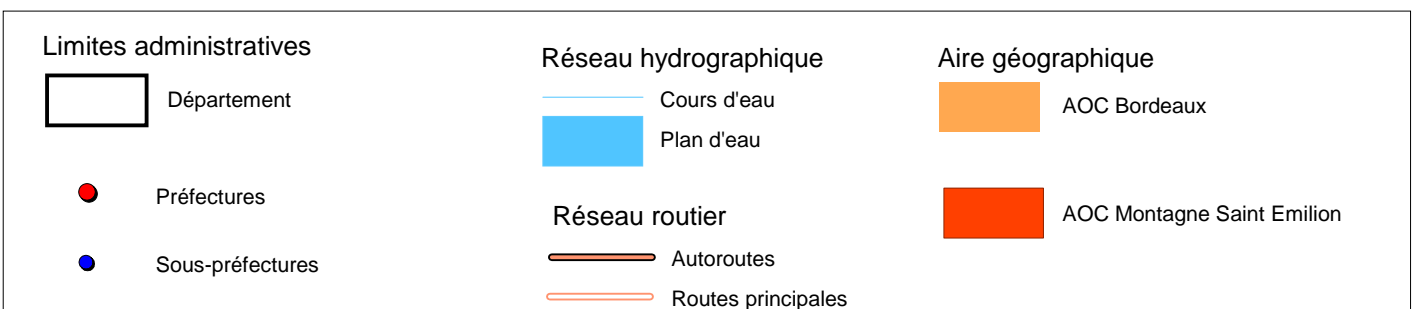 Limites administratives
Département
Préfectures
Sous-préfectures
Réseau hydrographique
Cours d'eau
Plan d'eau
Réseau routier
Autoroutes
Routes principales
Aire géographique
AOC Bordeaux
AOC Montagne Saint Emilion